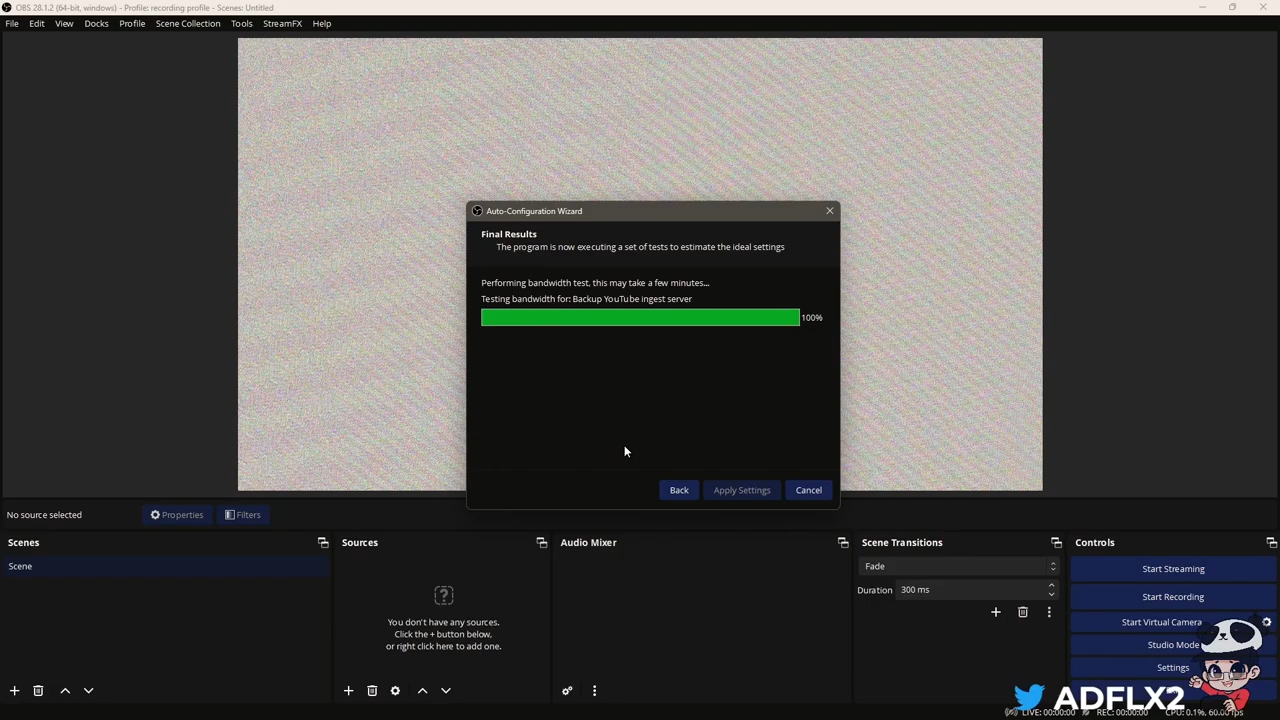 OBS 28.1.2 (64-bit, windows) - Profile: recording profile - Scenes: Untitled
File Edit View Docks Profile Scene Collection Tools StreamFX Help
Auto-Configuration Wizard
Final Results
The program is now executing a set of tests to estimate the ideal settings
Performing bandwidth test, this may take a few minutes...
Testing bandwidth for: Backup YouTube ingest server
100%
Back Apply Settings Cancel
No source selected Properties Filters
Scenes
Scene
Sources
You don't have any sources.
Click the + button below,
or right click here to add one.
Audio Mixer
Scene Transitions
Fade
Duration 300 ms
Controls
Start Streaming
Start Recording
Start Virtual Camera
Studio Mode
Settings
ADFLX2
LIVE: 00:00:00 REC: 00:00:00 CPU: 0.1%, 60.00 fps